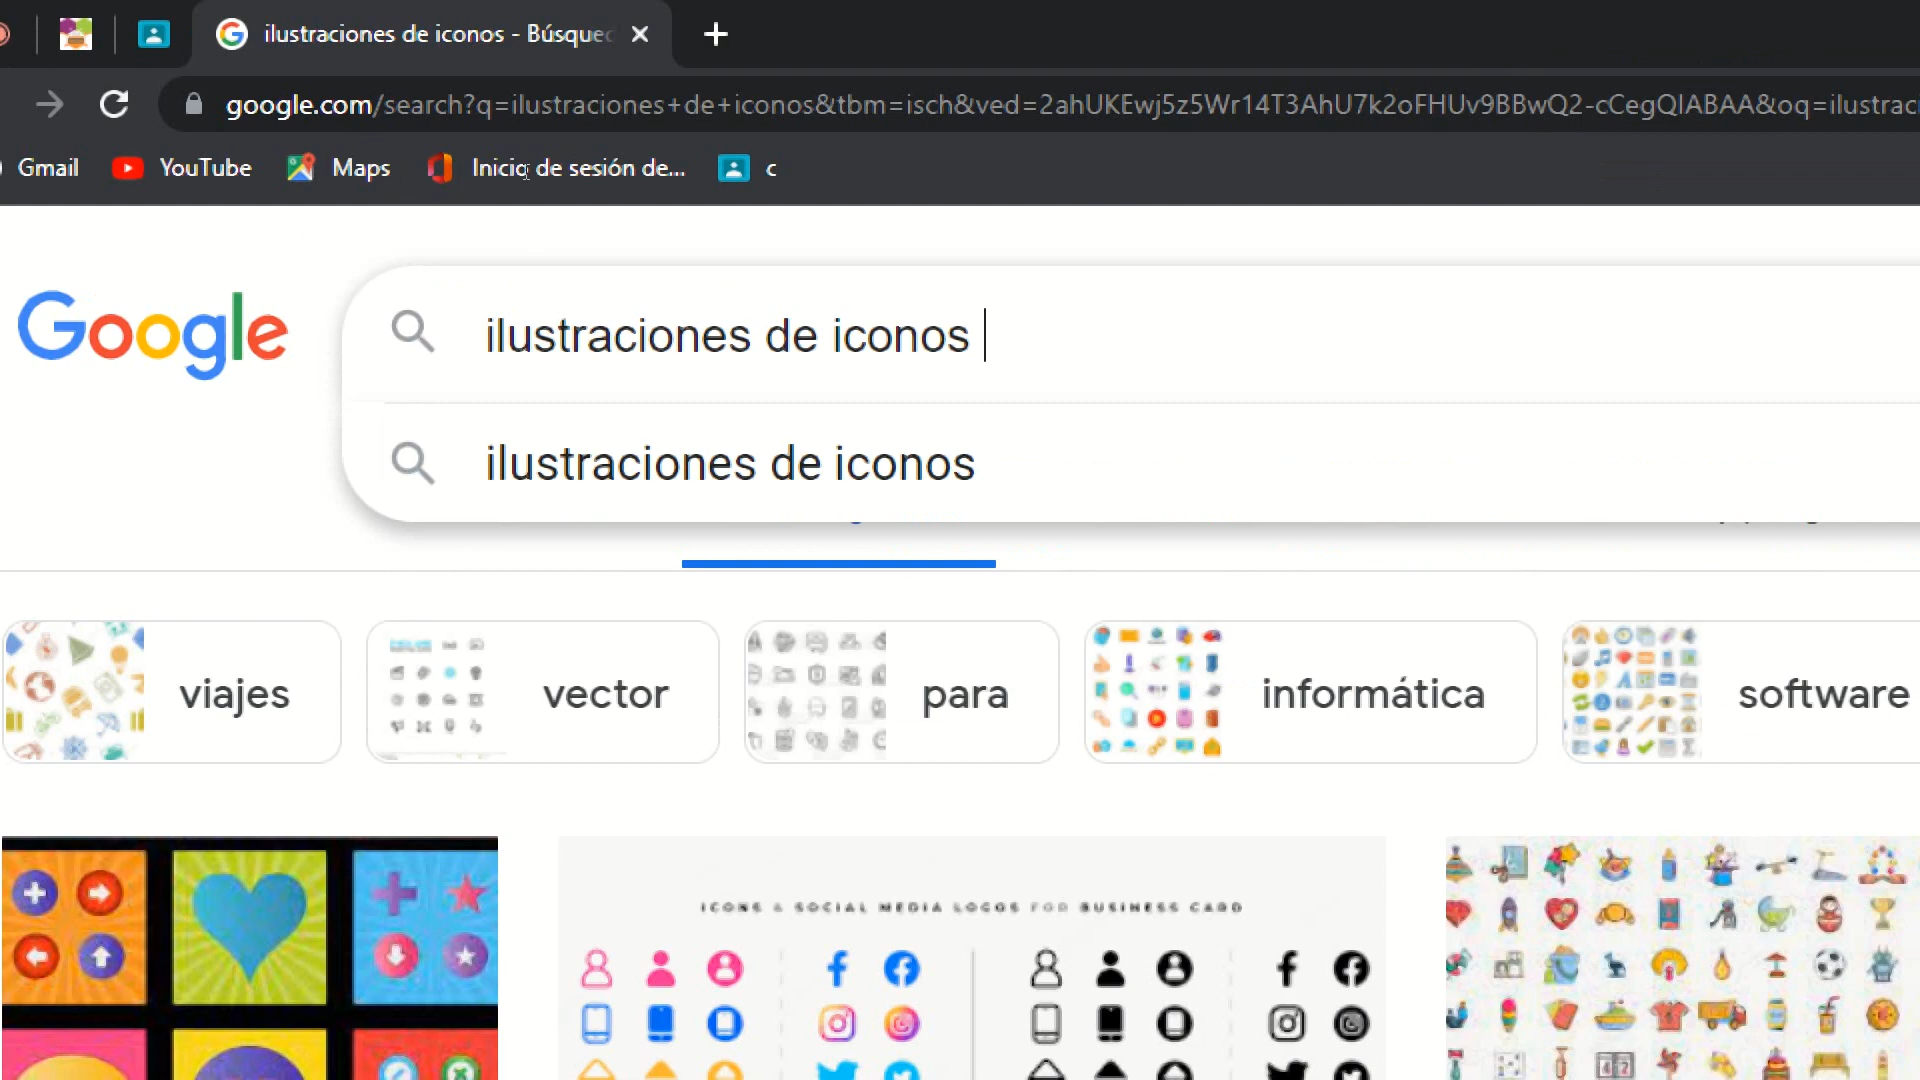 ilustraciones de iconos - Búsqued
google.com/search?q=ilustraciones+de+iconos&tbm=isch&ved=2ahUKEwj5z5Wr14T3AhU7k2oFHUv9BBwQ2-cCegQIABAA&oq=ilustrac
Gmail YouTube Maps Inicio de sesión de... c
Google ilustraciones de iconos
ilustraciones de iconos
viajes vector para informática software
ICONS & SOCIAL MEDIA LOGOS FOR BUSINESS CARD